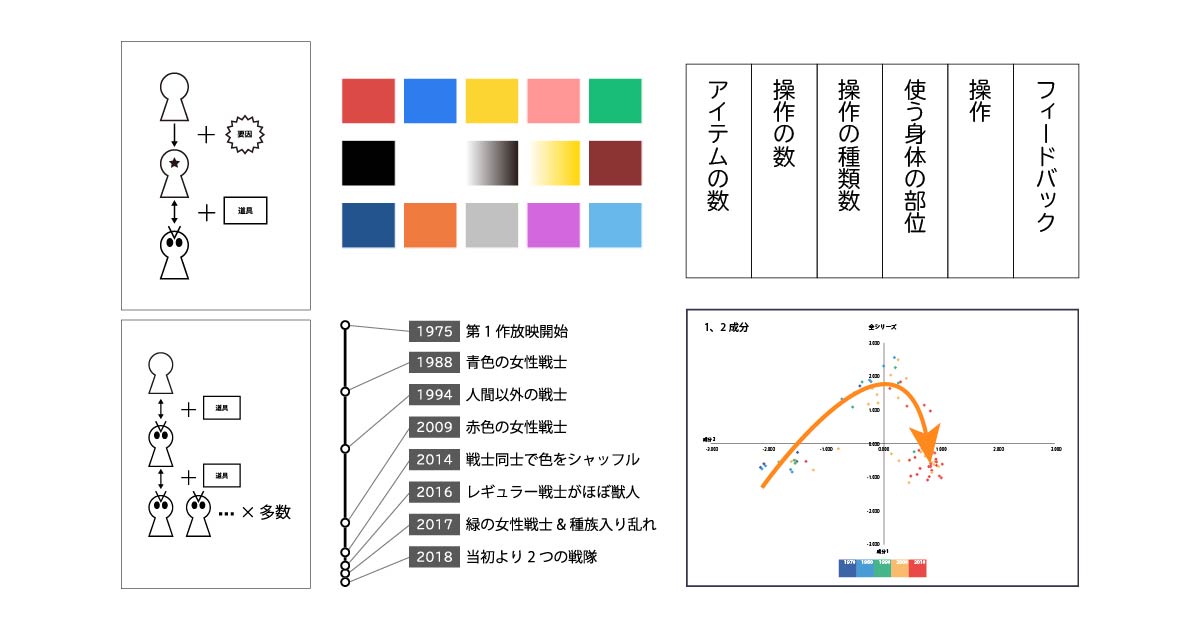 要因
道具
道具
道具
× 多数
1975 第1作放映開始
1988 青色の女性戦士
1994 人間以外の戦士
2009 赤色の女性戦士
2014 戦士同士で色をシャッフル
2016 レギュラー戦士がほぼ獣人
2017 緑の女性戦士&種族入り乱れ
2018 当初より2つの戦隊
アイテムの数
操作の数
操作の種類数
使う身体の部位
操作
フィードバック
1、2成分
全シリーズ
3.000
2.000
1.000
成分2
0.000
-3.000 -2.000 -1.000 0.000 1.000 2.000 3.000
-1.000
-2.000
-3.000
成分1
1970 1980 1990 2000 2010